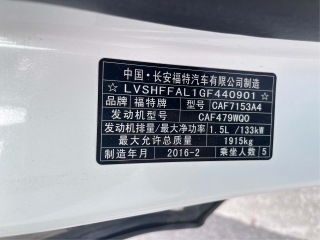 中国·长安福特汽车有限公司制造
☆LVSHFFAL1GF440901☆
品牌 福特牌 型号 CAF7153A4
发动机型号 CAF479WQ0
发动机排量/最大净功率 1.5L /133kW
最大允许总质量 1915kg
制造年月 2016-2 乘坐人数 5